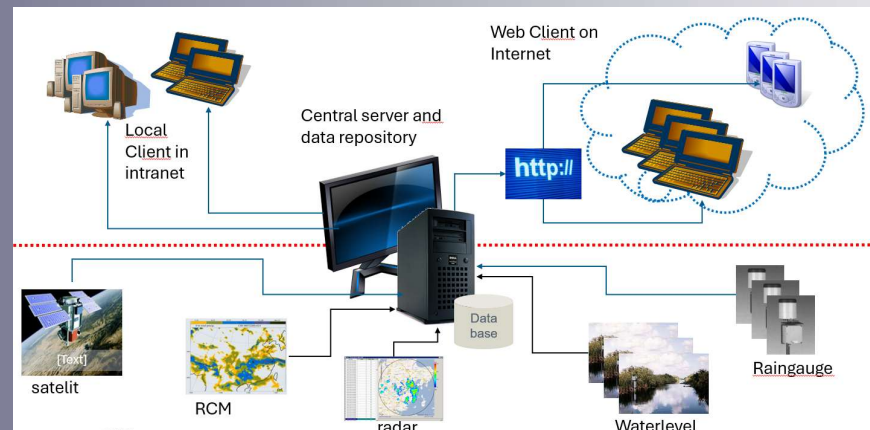 Web Client on
Internet
Central server and
data repository
Local
Client in
intranet
http://
Data
base
[Text]
satelit
RCM
radar
Waterlevel
Raingauge